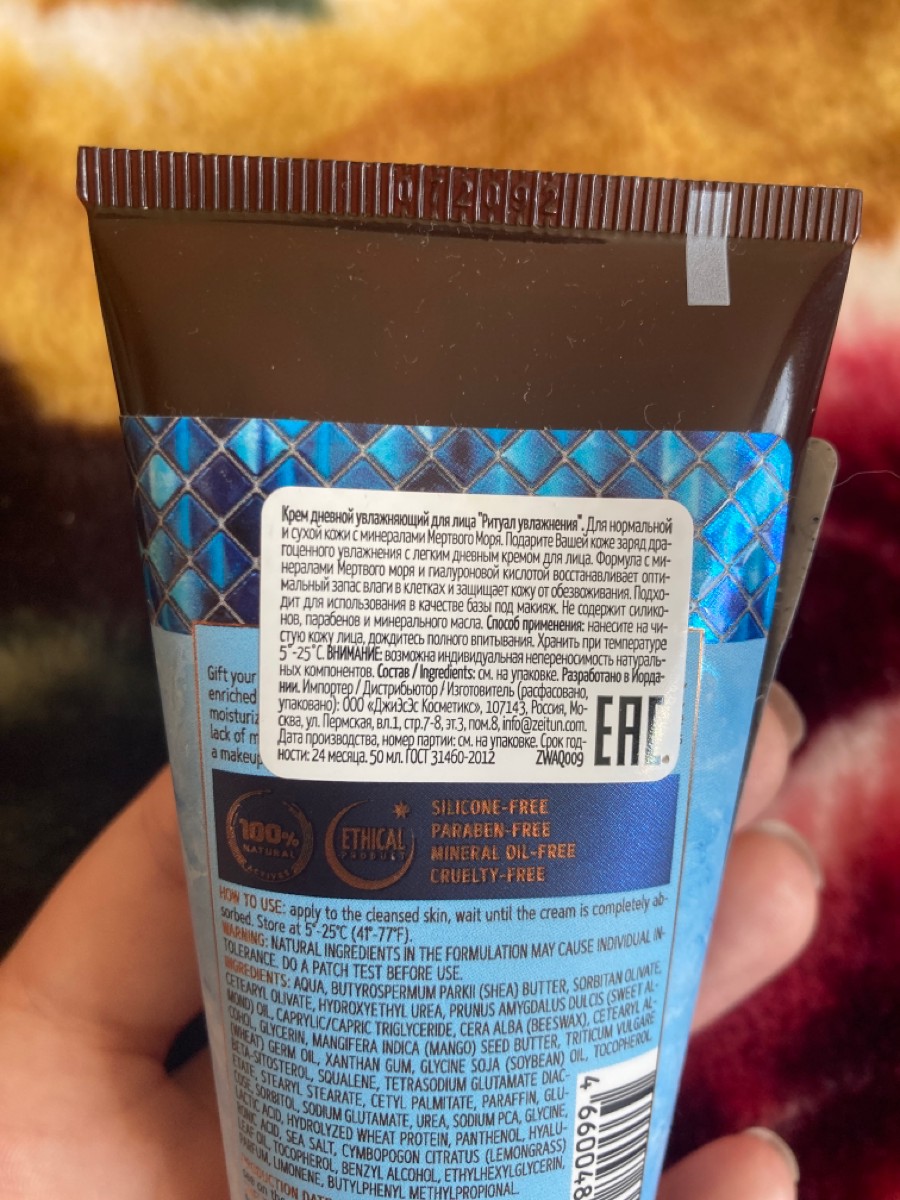 072092
Крем дневной увлажняющий для лица "Ритуал увлажнения". Для нормальной
и сухой кожи с минералами Мертвого Моря. Подарите Вашей коже заряд дра-
гоценного увлажнения с легким дневным кремом для лица. Формула с ми-
нералами Мертвого моря и гиалуроновой кислотой восстанавливает опти-
мальный запас влаги в клетках и защищает кожу от обезвоживания. Подхо-
дит для использования в качестве базы под макияж. Не содержит силико-
нов, парабенов и минерального масла. Способ применения: нанесите на чи-
стую кожу лица, дождитесь полного впитывания. Хранить при температуре
5°-25°С. ВНИМАНИЕ: возможна индивидуальная непереносимость натураль-
ных компонентов. Состав / Ingredients: см. на упаковке. Разработано в Иорда-
нии. Импортер / Дистрибьютор / Изготовитель (расфасовано,
упаковано): ООО «ДжиЭсЭс Косметикс», 107143, Россия, Мо-
сква, ул. Пермская, вл.1, стр.7-8, эт.3, пом.8, info@zeitun.com.
Дата производства, номер партии: см. на упаковке. Срок год-
ности: 24 месяца. 50 мл. ГОСТ 31460-2012 ZWAQ009
EAC
Gift your
enriched
moisturiz
lack of m
a makeup
100%
NATURAL
ACTIVES
ETHICAL
PRODUCT
SILICONE-FREE
PARABEN-FREE
MINERAL OIL-FREE
CRUELTY-FREE
HOW TO USE: apply to the cleansed skin, wait until the cream is completely ab-
sorbed. Store at 5°-25°C (41°-77°F).
WARNING: NATURAL INGREDIENTS IN THE FORMULATION MAY CAUSE INDIVIDUAL IN-
TOLERANCE. DO A PATCH TEST BEFORE USE.
INGREDIENTS: AQUA, BUTYROSPERMUM PARKII (SHEA) BUTTER, SORBITAN OLIVATE,
CETEARYL OLIVATE, HYDROXYETHYL UREA, PRUNUS AMYGDALUS DULCIS (SWEET AL-
MOND) OIL, CAPRYLIC/CAPRIC TRIGLYCERIDE, CERA ALBA (BEESWAX), CETEARYL AL-
COHOL, GLYCERIN, MANGIFERA INDICA (MANGO) SEED BUTTER, TRITICUM VULGARE
(WHEAT) GERM OIL, XANTHAN GUM, GLYCINE SOJA (SOYBEAN) OIL, TOCOPHEROL,
BETA-SITOSTEROL, SQUALENE, TETRASODIUM GLUTAMATE DIAC-
ETATE, STEARYL STEARATE, CETYL PALMITATE, PARAFFIN, GLU-
COSE, SORBITOL, SODIUM GLUTAMATE, UREA, SODIUM PCA, GLYCINE,
LACTIC ACID, HYDROLYZED WHEAT PROTEIN, PANTHENOL, HYALU-
RONIC ACID, SEA SALT, CYMBOPOGON CITRATUS (LEMONGRASS)
LEAF OIL, TOCOPHEROL, BENZYL ALCOHOL, ETHYLHEXYLGLYCERIN,
PARFUM, LIMONENE, BUTYLPHENYL METHYLPROPIONAL.
4 660048